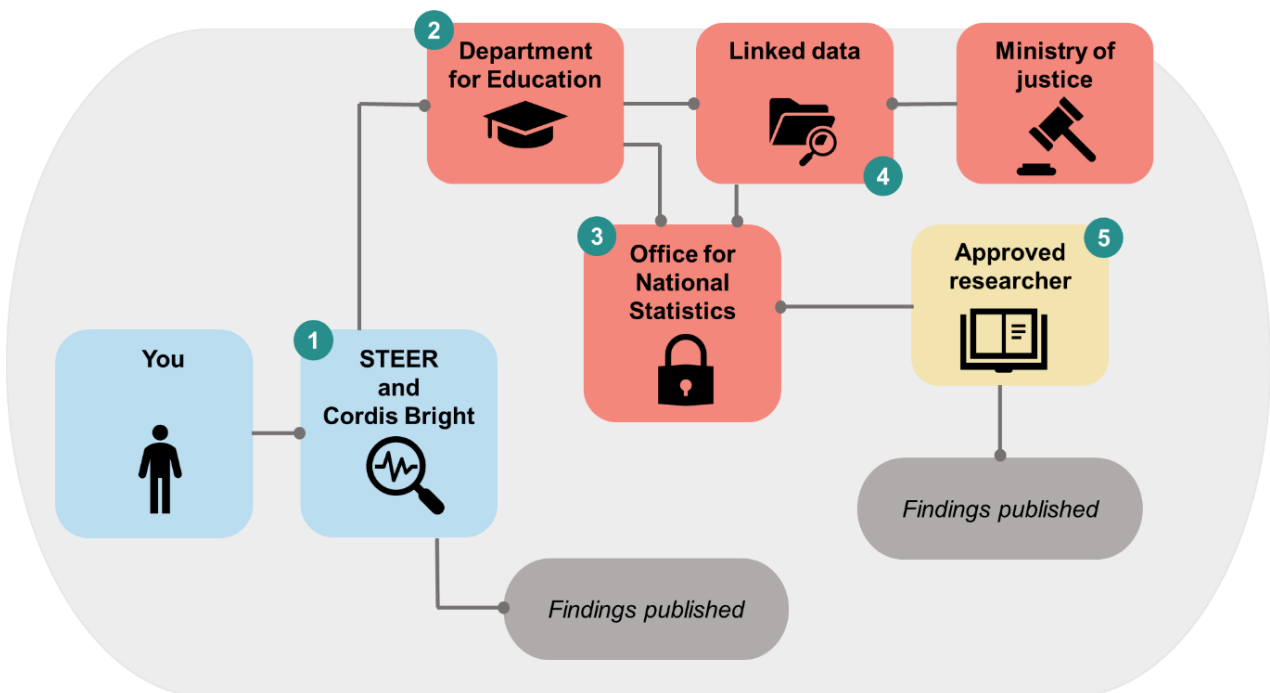 2
Department
for Education
Linked data
4
Ministry of
justice
3
Office for
National
Statistics
5
Approved
researcher
You
1
STEER
and
Cordis Bright
Findings published
Findings published